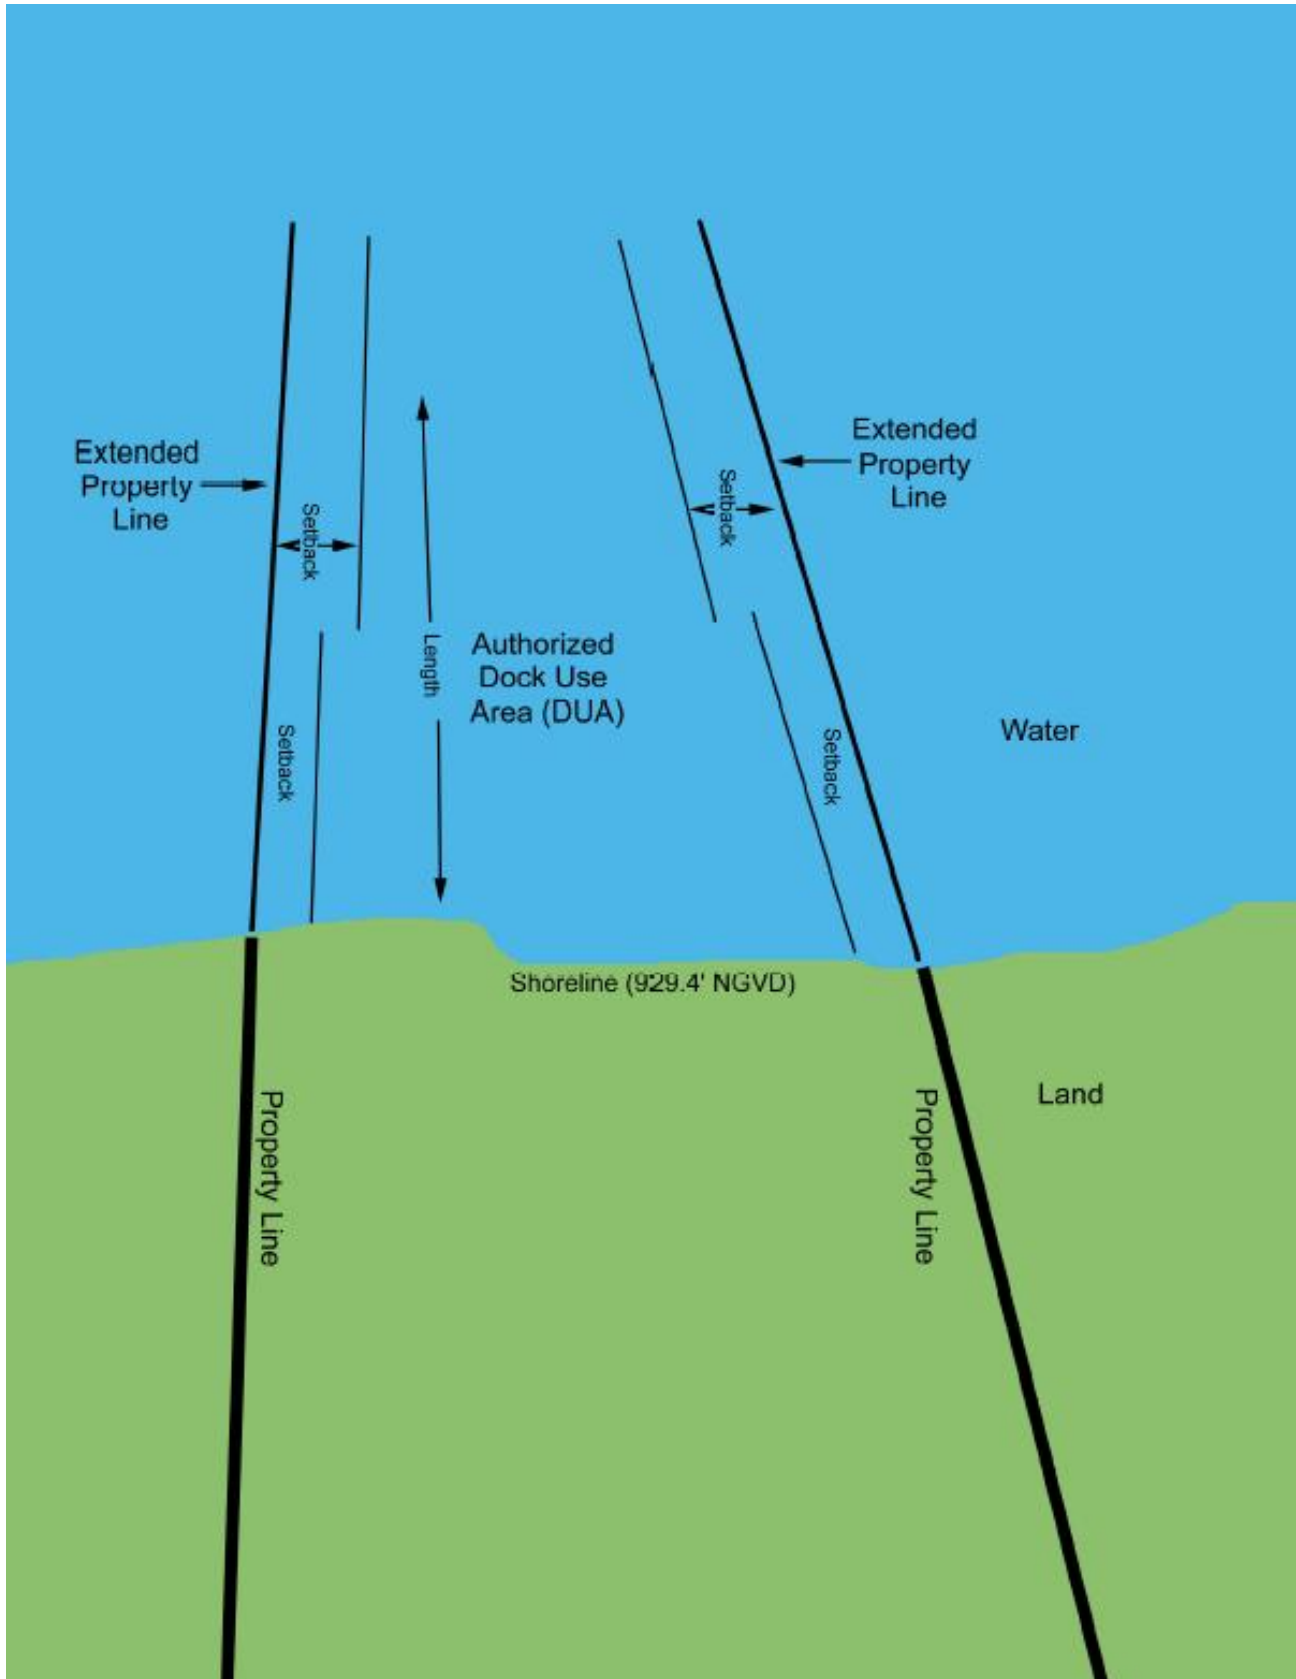 Extended
Property
Line
Extended
Property
Line
Setback
Setback
Length
Authorized
Dock Use
Area (DUA)
Setback
Setback
Water
Shoreline (929.4' NGVD)
Property Line
Property Line
Land